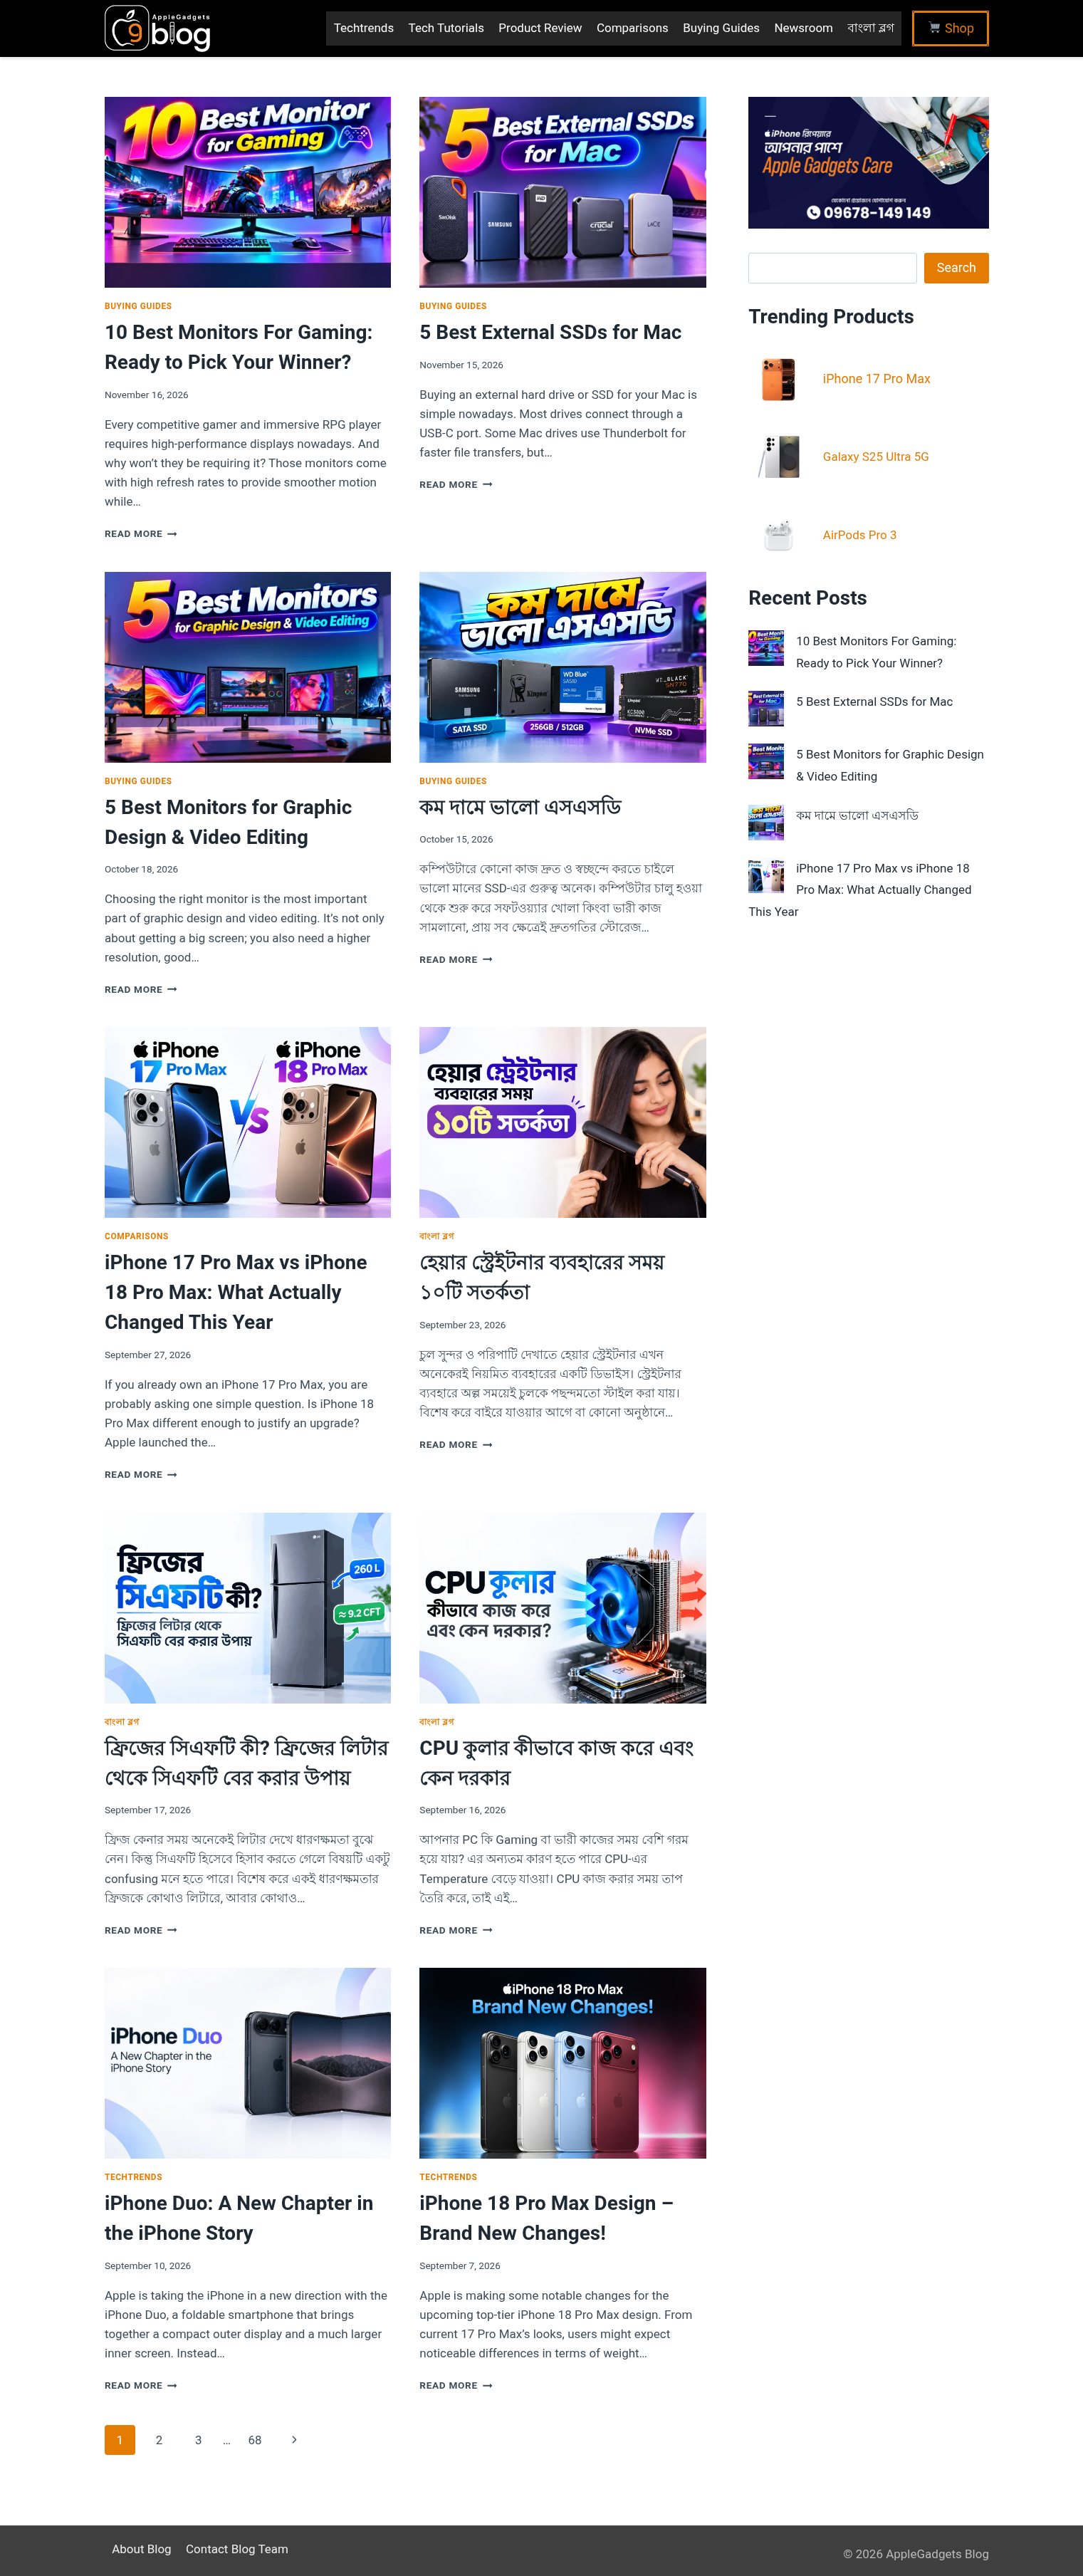 AppleGadgets
blog
Techtrends
Tech Tutorials
Product Review
Comparisons
Buying Guides
Newsroom
বাংলা ব্লগ
Shop
10 Best Monitor
for Gaming
BUYING GUIDES
10 Best Monitors For Gaming:
Ready to Pick Your Winner?
November 16, 2026
Every competitive gamer and immersive RPG player
requires high-performance displays nowadays. And
why won’t they be requiring it? Those monitors come
with high refresh rates to provide smoother motion
while…
READ MORE
5 Best External SSDs
for Mac
SanDisk
SAMSUNG
WD
crucial
LACIE
BUYING GUIDES
5 Best External SSDs for Mac
November 15, 2026
Buying an external hard drive or SSD for your Mac is
simple nowadays. Most drives connect through a
USB-C port. Some Mac drives use Thunderbolt for
faster file transfers, but…
READ MORE
5 Best Monitors
for Graphic Design & Video Editing
BUYING GUIDES
5 Best Monitors for Graphic
Design & Video Editing
October 18, 2026
Choosing the right monitor is the most important
part of graphic design and video editing. It’s not only
about getting a big screen; you also need a higher
resolution, good…
READ MORE
কম দামে
ভালো এসএসডি
SAMSUNG
Kingston
WD Blue
SA510
WD_BLACK
SN770
KC3000
SATA SSD
256GB / 512GB
NVMe SSD
BUYING GUIDES
কম দামে ভালো এসএসডি
October 15, 2026
কম্পিউটারে কোনো কাজ দ্রুত ও স্বচ্ছন্দে করতে চাইলে
ভালো মানের SSD-এর গুরুত্ব অনেক। কম্পিউটার চালু হওয়া
থেকে শুরু করে সফটওয়্যার খোলা কিংবা ভারী কাজ
সামলানো, প্রায় সব ক্ষেত্রেই দ্রুতগতির স্টোরেজ…
READ MORE
iPhone
17 Pro Max
VS
iPhone
18 Pro Max
COMPARISONS
iPhone 17 Pro Max vs iPhone
18 Pro Max: What Actually
Changed This Year
September 27, 2026
If you already own an iPhone 17 Pro Max, you are
probably asking one simple question. Is iPhone 18
Pro Max different enough to justify an upgrade?
Apple launched the…
READ MORE
হেয়ার স্ট্রেইটনার
ব্যবহারের সময়
১০টি সতর্কতা
বাংলা ব্লগ
হেয়ার স্ট্রেইটনার ব্যবহারের সময়
১০টি সতর্কতা
September 23, 2026
চুল সুন্দর ও পরিপাটি দেখাতে হেয়ার স্ট্রেইটনার এখন
অনেকেরই নিয়মিত ব্যবহারের একটি ডিভাইস। স্ট্রেইটনার
ব্যবহারে অল্প সময়েই চুলকে পছন্দমতো স্টাইল করা যায়।
বিশেষ করে বাইরে যাওয়ার আগে বা কোনো অনুষ্ঠানে…
READ MORE
ফ্রিজের
সিএফটি কী?
ফ্রিজের লিটার থেকে
সিএফটি বের করার উপায়
LG
260 L
≈ 9.2 CFT
বাংলা ব্লগ
ফ্রিজের সিএফটি কী? ফ্রিজের লিটার
থেকে সিএফটি বের করার উপায়
September 17, 2026
ফ্রিজ কেনার সময় অনেকেই লিটার দেখে ধারণক্ষমতা বুঝে
নেন। কিন্তু সিএফটি হিসেবে হিসাব করতে গেলে বিষয়টি একটু
confusing মনে হতে পারে। বিশেষ করে একই ধারণক্ষমতার
ফ্রিজকে কোথাও লিটারে, আবার কোথাও…
READ MORE
CPU কুলার
কীভাবে কাজ করে
এবং কেন দরকার?
CPU
বাংলা ব্লগ
CPU কুলার কীভাবে কাজ করে এবং
কেন দরকার
September 16, 2026
আপনার PC কি Gaming বা ভারী কাজের সময় বেশি গরম
হয়ে যায়? এর অন্যতম কারণ হতে পারে CPU-এর
Temperature বেড়ে যাওয়া। CPU কাজ করার সময় তাপ
তৈরি করে, তাই এই…
READ MORE
iPhone Duo
A New Chapter in the
iPhone Story
TECHTRENDS
iPhone Duo: A New Chapter in
the iPhone Story
September 10, 2026
Apple is taking the iPhone in a new direction with the
iPhone Duo, a foldable smartphone that brings
together a compact outer display and a much larger
inner screen. Instead…
READ MORE
iPhone 18 Pro Max
Brand New Changes!
TECHTRENDS
iPhone 18 Pro Max Design –
Brand New Changes!
September 7, 2026
Apple is making some notable changes for the
upcoming top-tier iPhone 18 Pro Max design. From
current 17 Pro Max’s looks, users might expect
noticeable differences in terms of weight…
READ MORE
1
2
3
…
68
iPhone রিপেয়ারে
আপনার পাশে
Apple Gadgets Care
09678-149 149
Search
Trending Products
iPhone 17 Pro Max
Galaxy S25 Ultra 5G
AirPods Pro 3
Recent Posts
10 Best Monitors For Gaming:
Ready to Pick Your Winner?
5 Best External SSDs for Mac
5 Best Monitors for Graphic Design
& Video Editing
কম দামে ভালো এসএসডি
iPhone 17 Pro Max vs iPhone 18
Pro Max: What Actually Changed
This Year
About Blog
Contact Blog Team
© 2026 AppleGadgets Blog